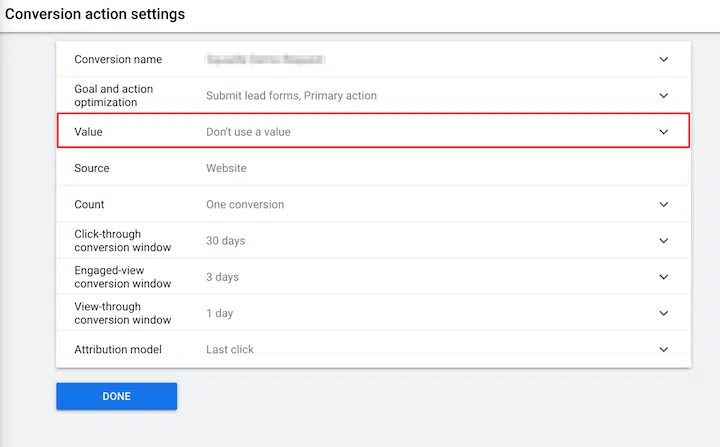 Conversion action settings
Conversion name
Goal and action
optimization
Submit lead forms, Primary action
Value
Don't use a value
Source
Website
Count
One conversion
Click-through
conversion window
30 days
Engaged-view
conversion window
3 days
View-through
conversion window
1 day
Attribution model
Last click
DONE